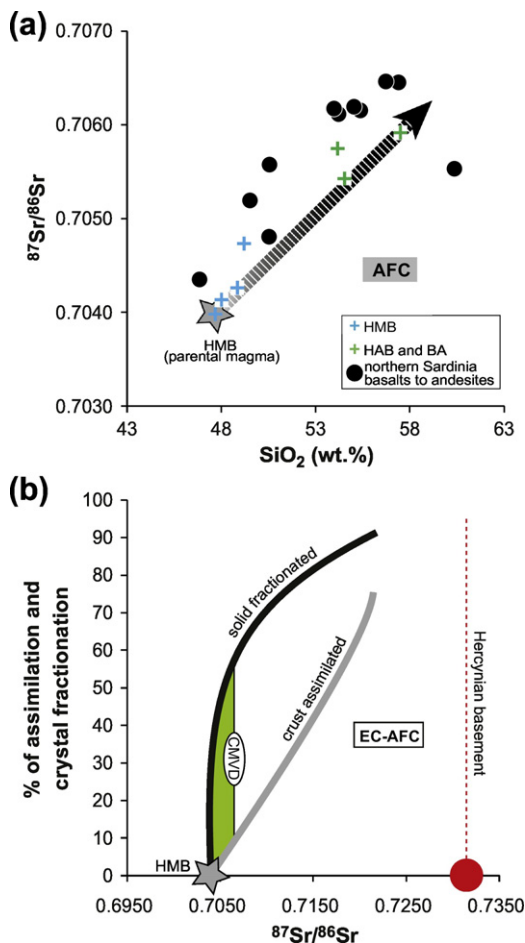 (a)
0.7070
0.7060
0.7050
0.7040
0.7030
⁸⁷Sr/⁸⁶Sr
AFC
HMB
(parental magma)
HMB
HAB and BA
northern Sardinia
basalts to andesites
43
48
53
58
63
SiO₂ (wt.%)
(b)
100
90
80
70
60
50
40
30
20
10
0
% of assimilation and
crystal fractionation
solid fractionated
crust assimilated
CMVD
EC-AFC
Hercynian basement
HMB
0.6950
0.7050
0.7150
0.7250
0.7350
⁸⁷Sr/⁸⁶Sr